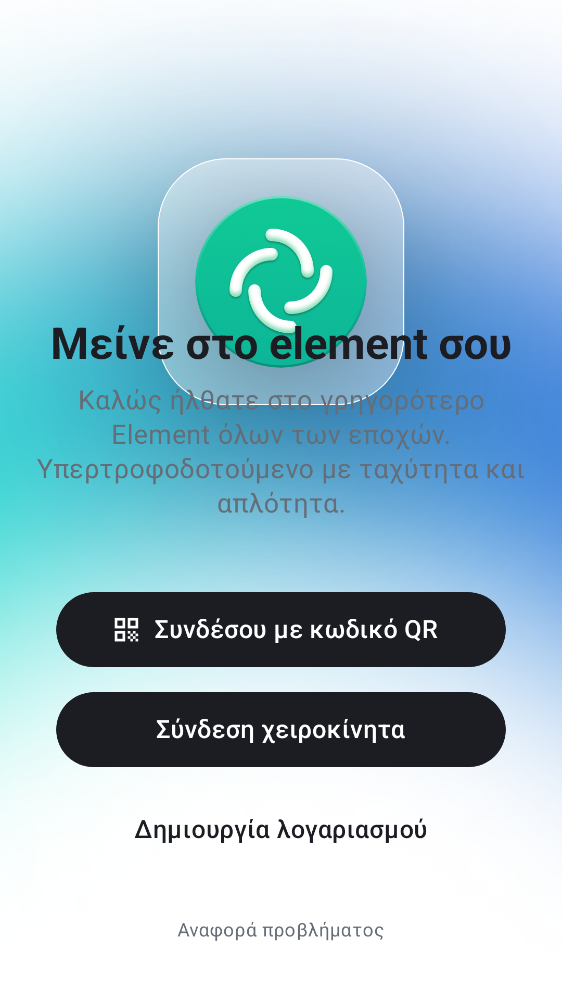 Μείνε στο element σου
Καλώς ήλθατε στο γρηγορότερο
Element όλων των εποχών.
Υπερτροφοδοτούμενο με ταχύτητα και
απλότητα.
Συνδέσου με κωδικό QR
Σύνδεση χειροκίνητα
Δημιουργία λογαριασμού
Αναφορά προβλήματος